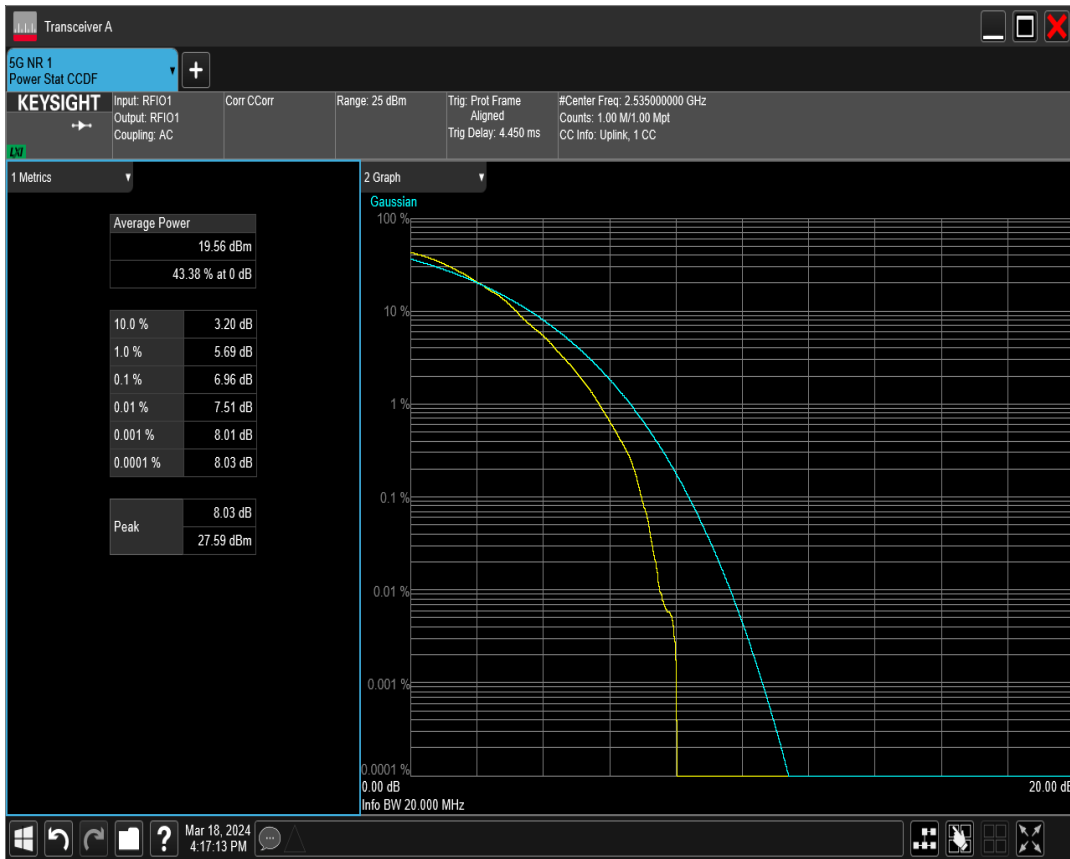 Transceiver A
5G NR 1
Power Stat CCDF
KEYSIGHT
LXI
Input: RFIO1
Output: RFIO1
Coupling: AC
Corr CCorr
Range: 25 dBm
Trig: Prot Frame
Aligned
Trig Delay: 4.450 ms
#Center Freq: 2.535000000 GHz
Counts: 1.00 M/1.00 Mpt
CC Info: Uplink, 1 CC
1 Metrics
Average Power
19.56 dBm
43.38 % at 0 dB
10.0 % 3.20 dB
1.0 % 5.69 dB
0.1 % 6.96 dB
0.01 % 7.51 dB
0.001 % 8.01 dB
0.0001 % 8.03 dB
Peak
8.03 dB
27.59 dBm
2 Graph
Gaussian
100 %
10 %
1 %
0.1 %
0.01 %
0.001 %
0.0001 %
0.00 dB
20.00 dB
Info BW 20.000 MHz
?
Mar 18, 2024
4:17:13 PM